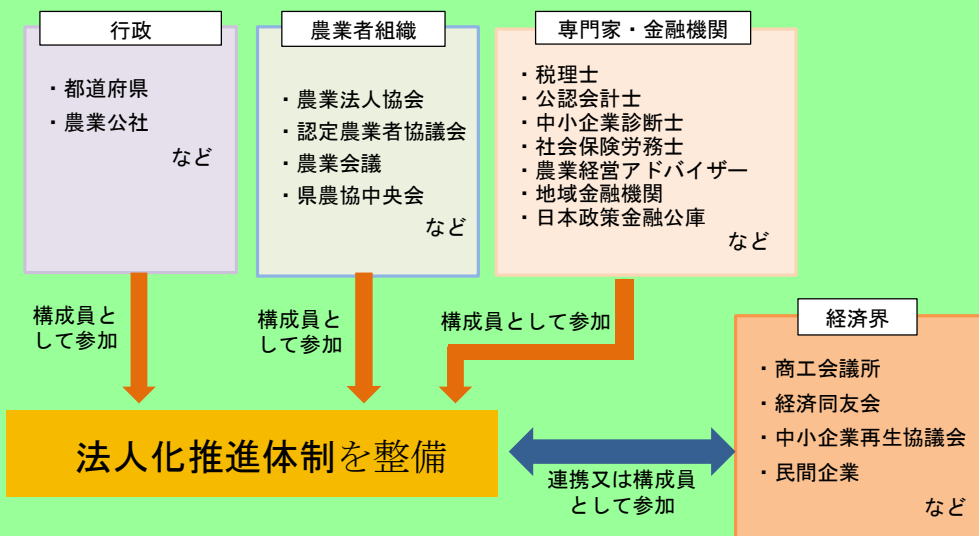 行政
・都道府県
・農業公社
など
農業者組織
・農業法人協会
・認定農業者協議会
・農業会議
・県農協中央会
など
専門家・金融機関
・税理士
・公認会計士
・中小企業診断士
・社会保険労務士
・農業経営アドバイザー
・地域金融機関
・日本政策金融公庫
など
構成員と
して参加
構成員と
して参加
構成員として参加
経済界
・商工会議所
・経済同友会
・中小企業再生協議会
・民間企業
など
法人化推進体制を整備
連携又は構成員
として参加